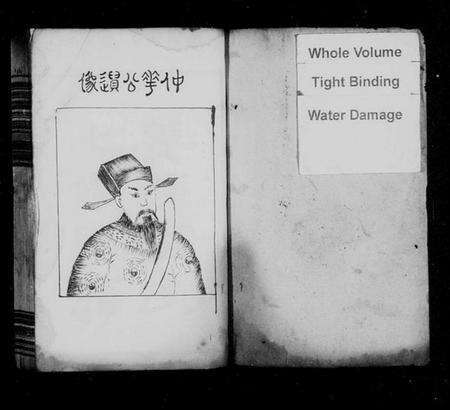 仲華公遺像
Whole Volume
Tight Binding
Water Damage